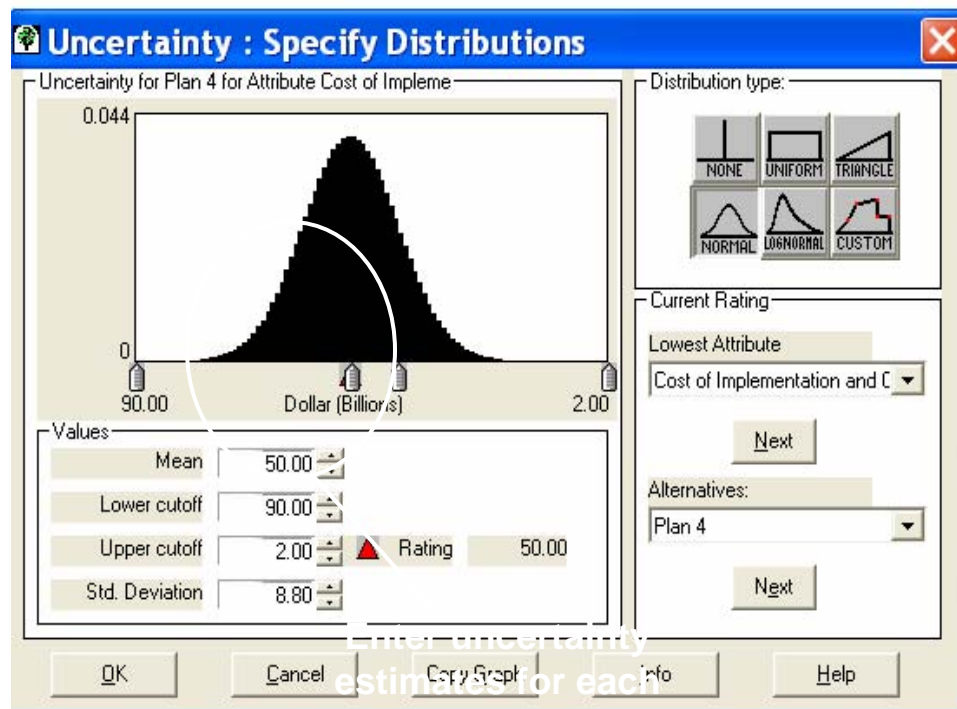 Uncertainty : Specify Distributions
Uncertainty for Plan 4 for Attribute Cost of Impleme
0.044
0
90.00
Dollar (Billions)
2.00
Values
Mean 50.00
Lower cutoff 90.00
Upper cutoff 2.00 Rating 50.00
Std. Deviation 8.80
Distribution type:
NONE UNIFORM TRIANGLE
NORMAL LOGNORMAL CUSTOM
Current Rating
Lowest Attribute
Cost of Implementation and C
Next
Alternatives:
Plan 4
Next
Enter uncertainty
estimates for each
OK Cancel Copy Graph Info Help